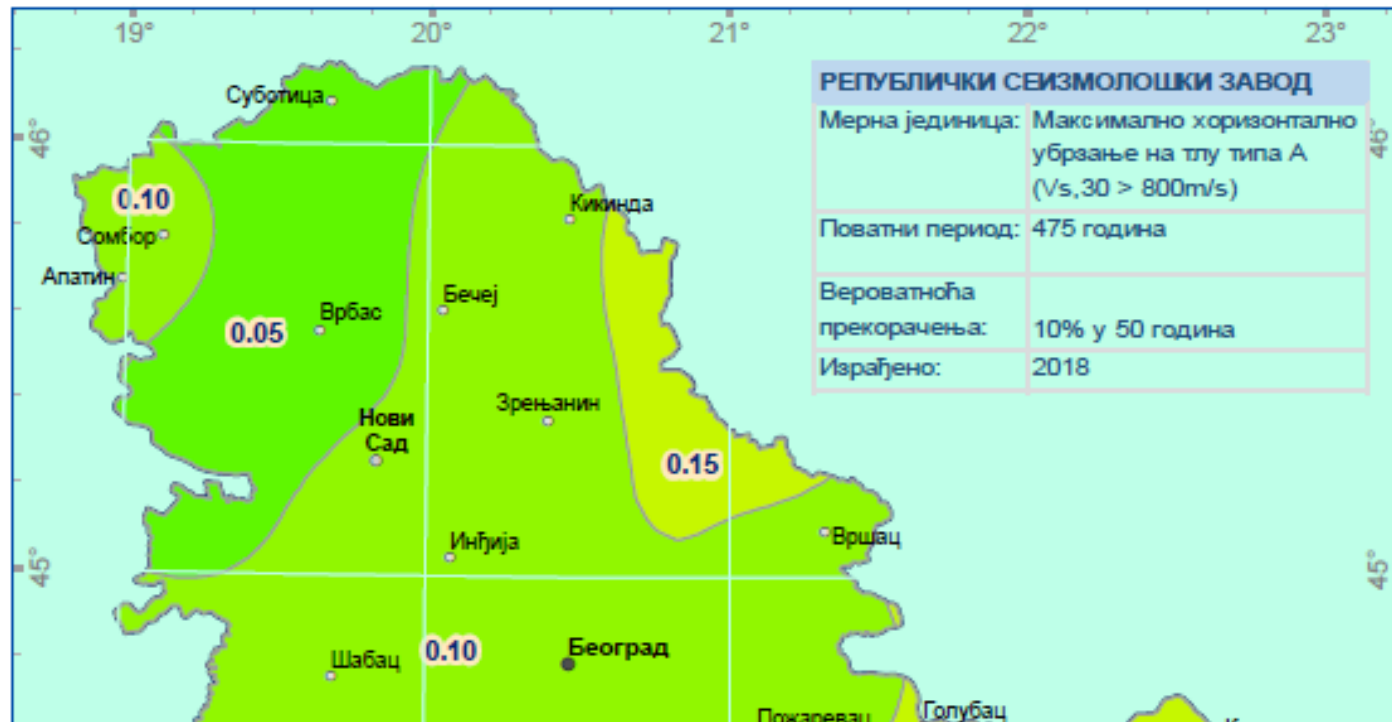 19° 20° 21° 22° 23°
РЕПУБЛИЧКИ СЕИЗМОЛОШКИ ЗАВОД
Мерна јединица: Максимално хоризонтално
убрзање на тлу типа А
(Vs,30 > 800m/s)
Поватни период: 475 година
Вероватноћа
прекорачења: 10% у 50 година
Израђено: 2018
Суботица
46° 46°
0.10
Кикинда
Сомбор
Апатин
Бечеј
Врбас
0.05
Зрењанин
Нови
Сад
0.15
Вршац
Инђија
45° 45°
Београд
0.10
Шабац
Голубац
Пожаревац